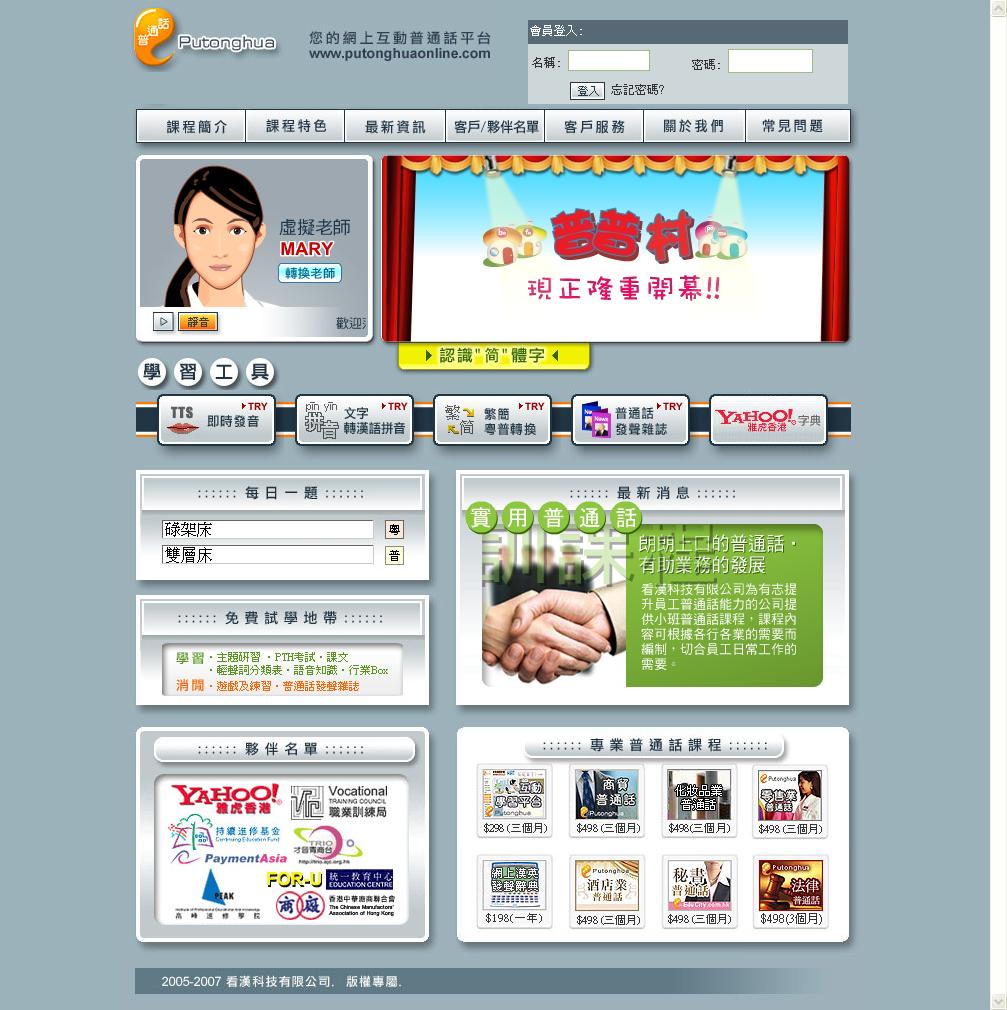 普通話
Putonghua
您的網上互動普通話平台
www.putonghuaonline.com
會員登入：
名稱：
密碼：
登入 忘記密碼?
課程簡介 課程特色 最新資訊 客戶/夥伴名單 客戶服務 關於我們 常見問題
虛擬老師
MARY
轉換老師
靜音
歡迎
普普村
現正隆重開幕!!
認識"简"體字
學習工具
TTS 即時發音 TRY
pīn yīn 拼音 文字轉漢語拼音 TRY
繁简 繁簡粵普轉換 TRY
News 普通話發聲雜誌 TRY
YAHOO! 雅虎香港 字典
:::::: 每日一題 ::::::
碌架床 粵
雙層床 普
:::::: 免費試學地帶 ::::::
學習・主題研習・PTH考試・課文
・輕聲詞分類表・語音知識・行業Box
消閒・遊戲及練習・普通話發聲雜誌
:::::: 最新消息 ::::::
實用普通話
訓課程
朗朗上口的普通話・
有助業務的發展
看漢科技有限公司為有志提
升員工普通話能力的公司提
供小班普通話課程，課程內
容可根據各行各業的需要而
編制，切合員工日常工作的
需要。
:::::: 夥伴名單 ::::::
YAHOO! 雅虎香港
Vocational
TRAINING COUNCIL
職業訓練局
持續進修基金
Continuing Education Fund
PaymentAsia
TRIO
才晉青商台
http://trio.ajc.org.hk
PEAK
高峰進修學院
FOR-U 統一教育中心
EDUCATION CENTRE
商廠 香港中華廠商聯合會
The Chinese Manufacturers'
Association of Hong Kong
:::::: 專業普通話課程 ::::::
互動學習平台
$298 (三個月)
商貿普通話
$498 (三個月)
化妝品業普通話
$498(三個月)
零售業普通話
$498 (三個月)
網上漢英發聲辭典
$198(一年)
酒店業普通話
$498 (三個月)
秘書普通話
$498 (三個月)
法律普通話
$498(3個月)
2005-2007 看漢科技有限公司. 版權專屬.